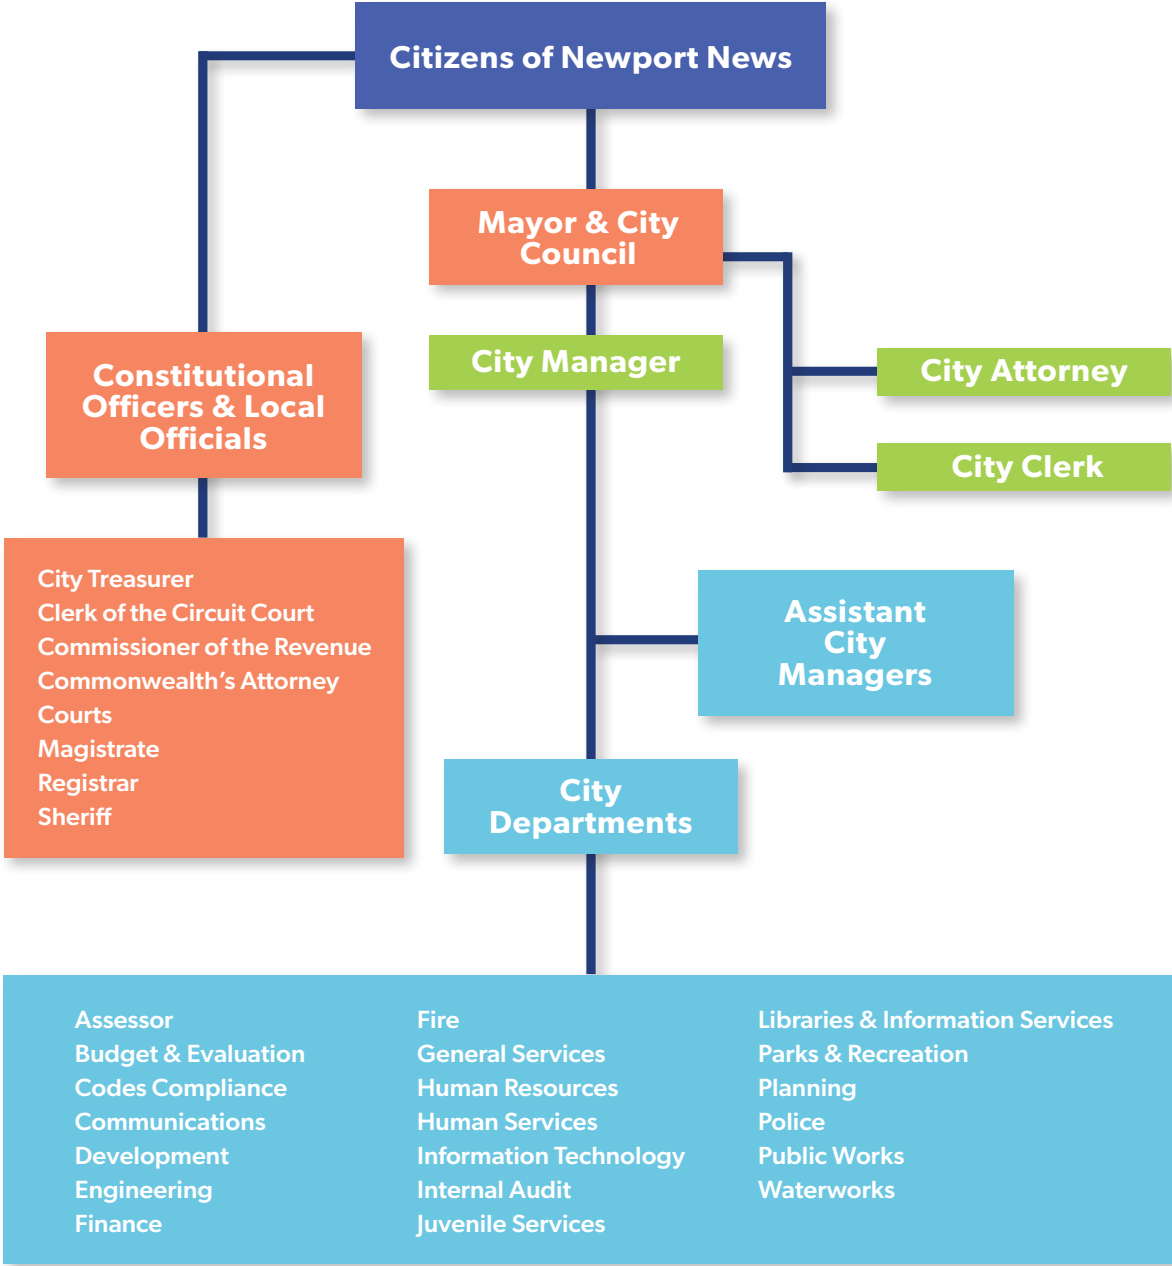 Citizens of Newport News
Mayor & City
Council
City Manager
City Attorney
City Clerk
Constitutional
Officers & Local
Officials
City Treasurer
Clerk of the Circuit Court
Commissioner of the Revenue
Commonwealth's Attorney
Courts
Magistrate
Registrar
Sheriff
Assistant
City
Managers
City
Departments
Assessor
Budget & Evaluation
Codes Compliance
Communications
Development
Engineering
Finance
Fire
General Services
Human Resources
Human Services
Information Technology
Internal Audit
Juvenile Services
Libraries & Information Services
Parks & Recreation
Planning
Police
Public Works
Waterworks